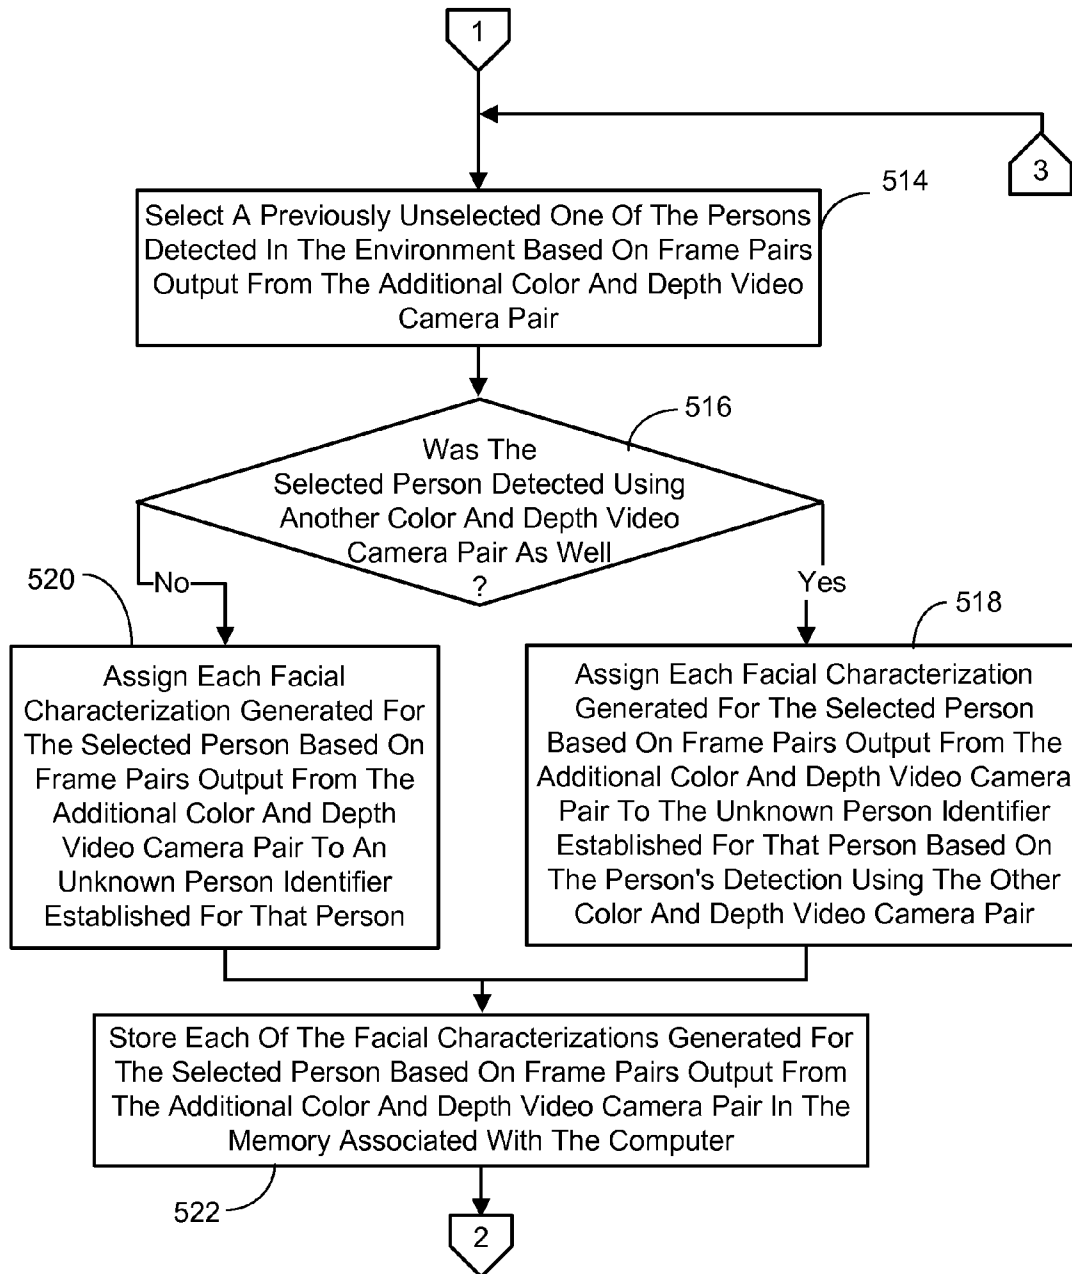 1
3
514
Select A Previously Unselected One Of The Persons
Detected In The Environment Based On Frame Pairs
Output From The Additional Color And Depth Video
Camera Pair
516
Was The
Selected Person Detected Using
Another Color And Depth Video
Camera Pair As Well
?
520
No
Yes
518
Assign Each Facial
Characterization Generated For
The Selected Person Based On
Frame Pairs Output From The
Additional Color And Depth
Video Camera Pair To An
Unknown Person Identifier
Established For That Person
Assign Each Facial Characterization
Generated For The Selected Person
Based On Frame Pairs Output From The
Additional Color And Depth Video Camera
Pair To The Unknown Person Identifier
Established For That Person Based On
The Person's Detection Using The Other
Color And Depth Video Camera Pair
Store Each Of The Facial Characterizations Generated For
The Selected Person Based On Frame Pairs Output From
The Additional Color And Depth Video Camera Pair In The
Memory Associated With The Computer
522
2